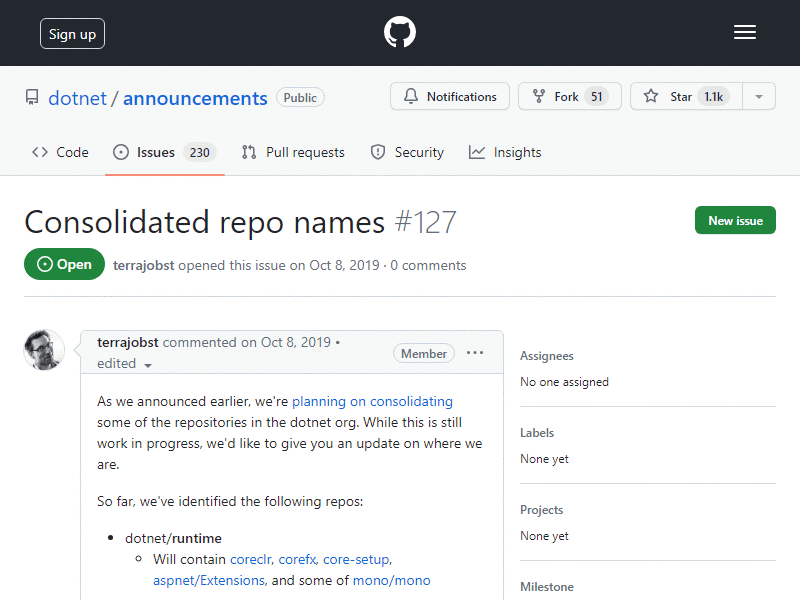 Sign up
dotnet / announcements Public
Notifications Fork 51 Star 1.1k
Code Issues 230 Pull requests Security Insights
Consolidated repo names #127
New issue
Open terrajobst opened this issue on Oct 8, 2019 · 0 comments
terrajobst commented on Oct 8, 2019 •
edited
Member
As we announced earlier, we're planning on consolidating
some of the repositories in the dotnet org. While this is still
work in progress, we'd like to give you an update on where we
are.
So far, we've identified the following repos:
dotnet/runtime
Will contain coreclr, corefx, core-setup,
aspnet/Extensions, and some of mono/mono
Assignees
No one assigned
Labels
None yet
Projects
None yet
Milestone